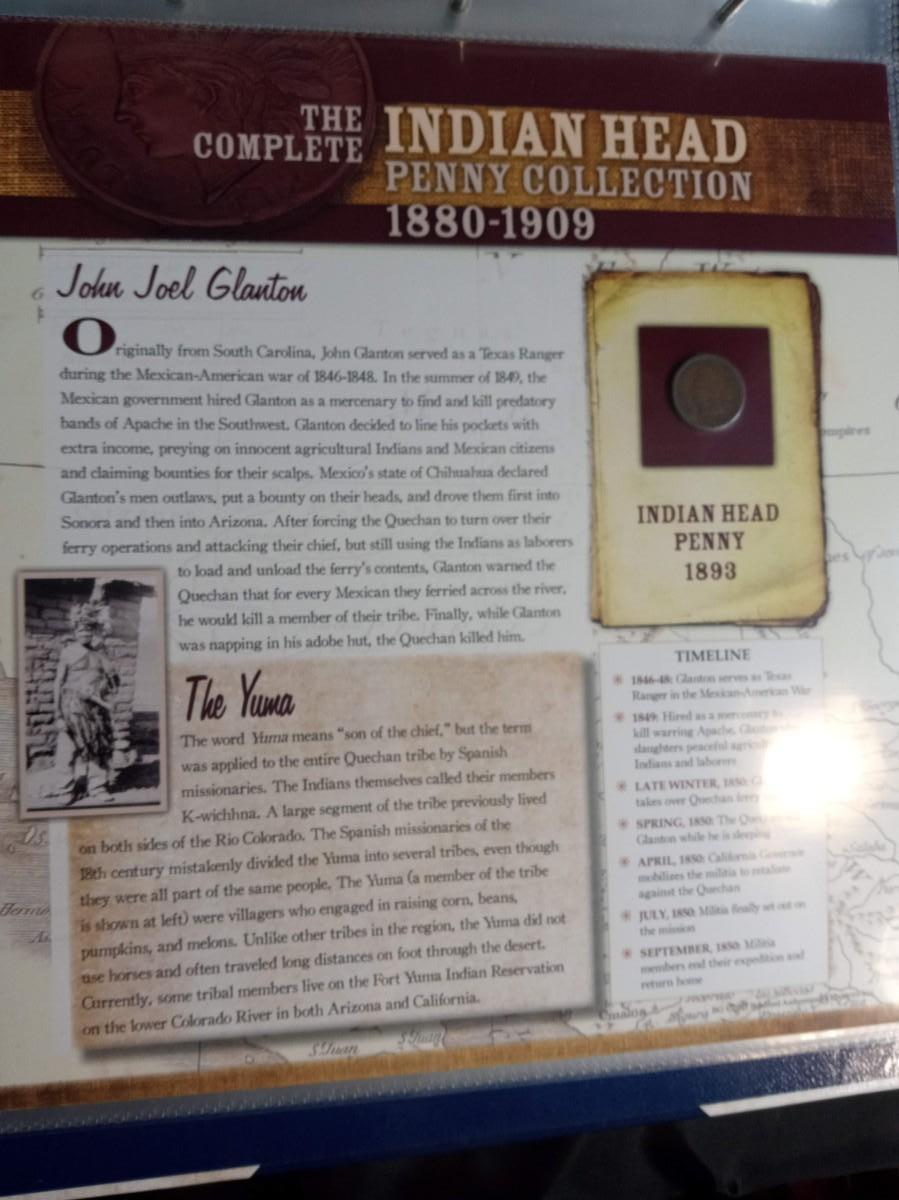 THE
COMPLETE
INDIAN HEAD
PENNY COLLECTION
1880-1909
John Joel Glanton
Originally from South Carolina, John Glanton served as a Texas Ranger
during the Mexican-American war of 1846-1848. In the summer of 1849, the
Mexican government hired Glanton as a mercenary to find and kill predatory
bands of Apache in the Southwest. Glanton decided to line his pockets with
extra income, preying on innocent agricultural Indians and Mexican citizens
and claiming bounties for their scalps. Mexico's state of Chihuahua declared
Glanton's men outlaws, put a bounty on their heads, and drove them first into
Sonora and then into Arizona. After forcing the Quechan to turn over their
ferry operations and attacking their chief, but still using the Indians as laborers
to load and unload the ferry's contents, Glanton warned the
Quechan that for every Mexican they ferried across the river,
he would kill a member of their tribe. Finally, while Glanton
was napping in his adobe hut, the Quechan killed him.
The Yuma
The word Yuma means "son of the chief," but the term
was applied to the entire Quechan tribe by Spanish
missionaries. The Indians themselves called their members
K-wichhna. A large segment of the tribe previously lived
on both sides of the Rio Colorado. The Spanish missionaries of the
18th century mistakenly divided the Yuma into several tribes, even though
they were all part of the same people. The Yuma (a member of the tribe
is shown at left) were villagers who engaged in raising corn, beans,
pumpkins, and melons. Unlike other tribes in the region, the Yuma did not
use horses and often traveled long distances on foot through the desert.
Currently, some tribal members live on the Fort Yuma Indian Reservation
on the lower Colorado River in both Arizona and California.
INDIAN HEAD
PENNY
1893
TIMELINE
1846-48: Glanton serves as Texas
Ranger in the Mexican-American War
1849: Hired as a mercenary to
kill warring Apache, Glanton
daughters peaceful
Indians and laborers
LATE WINTER, 1850:
takes over Quechan ferry
SPRING, 1850: The
Glanton while he is sleeping
APRIL, 1850: California Governor
mobilizes the militia to retaliate
against the Quechan
JULY, 1850: Militia finally set out on
the mission
SEPTEMBER, 1850: Militia
members end their expedition and
return home
St Juan